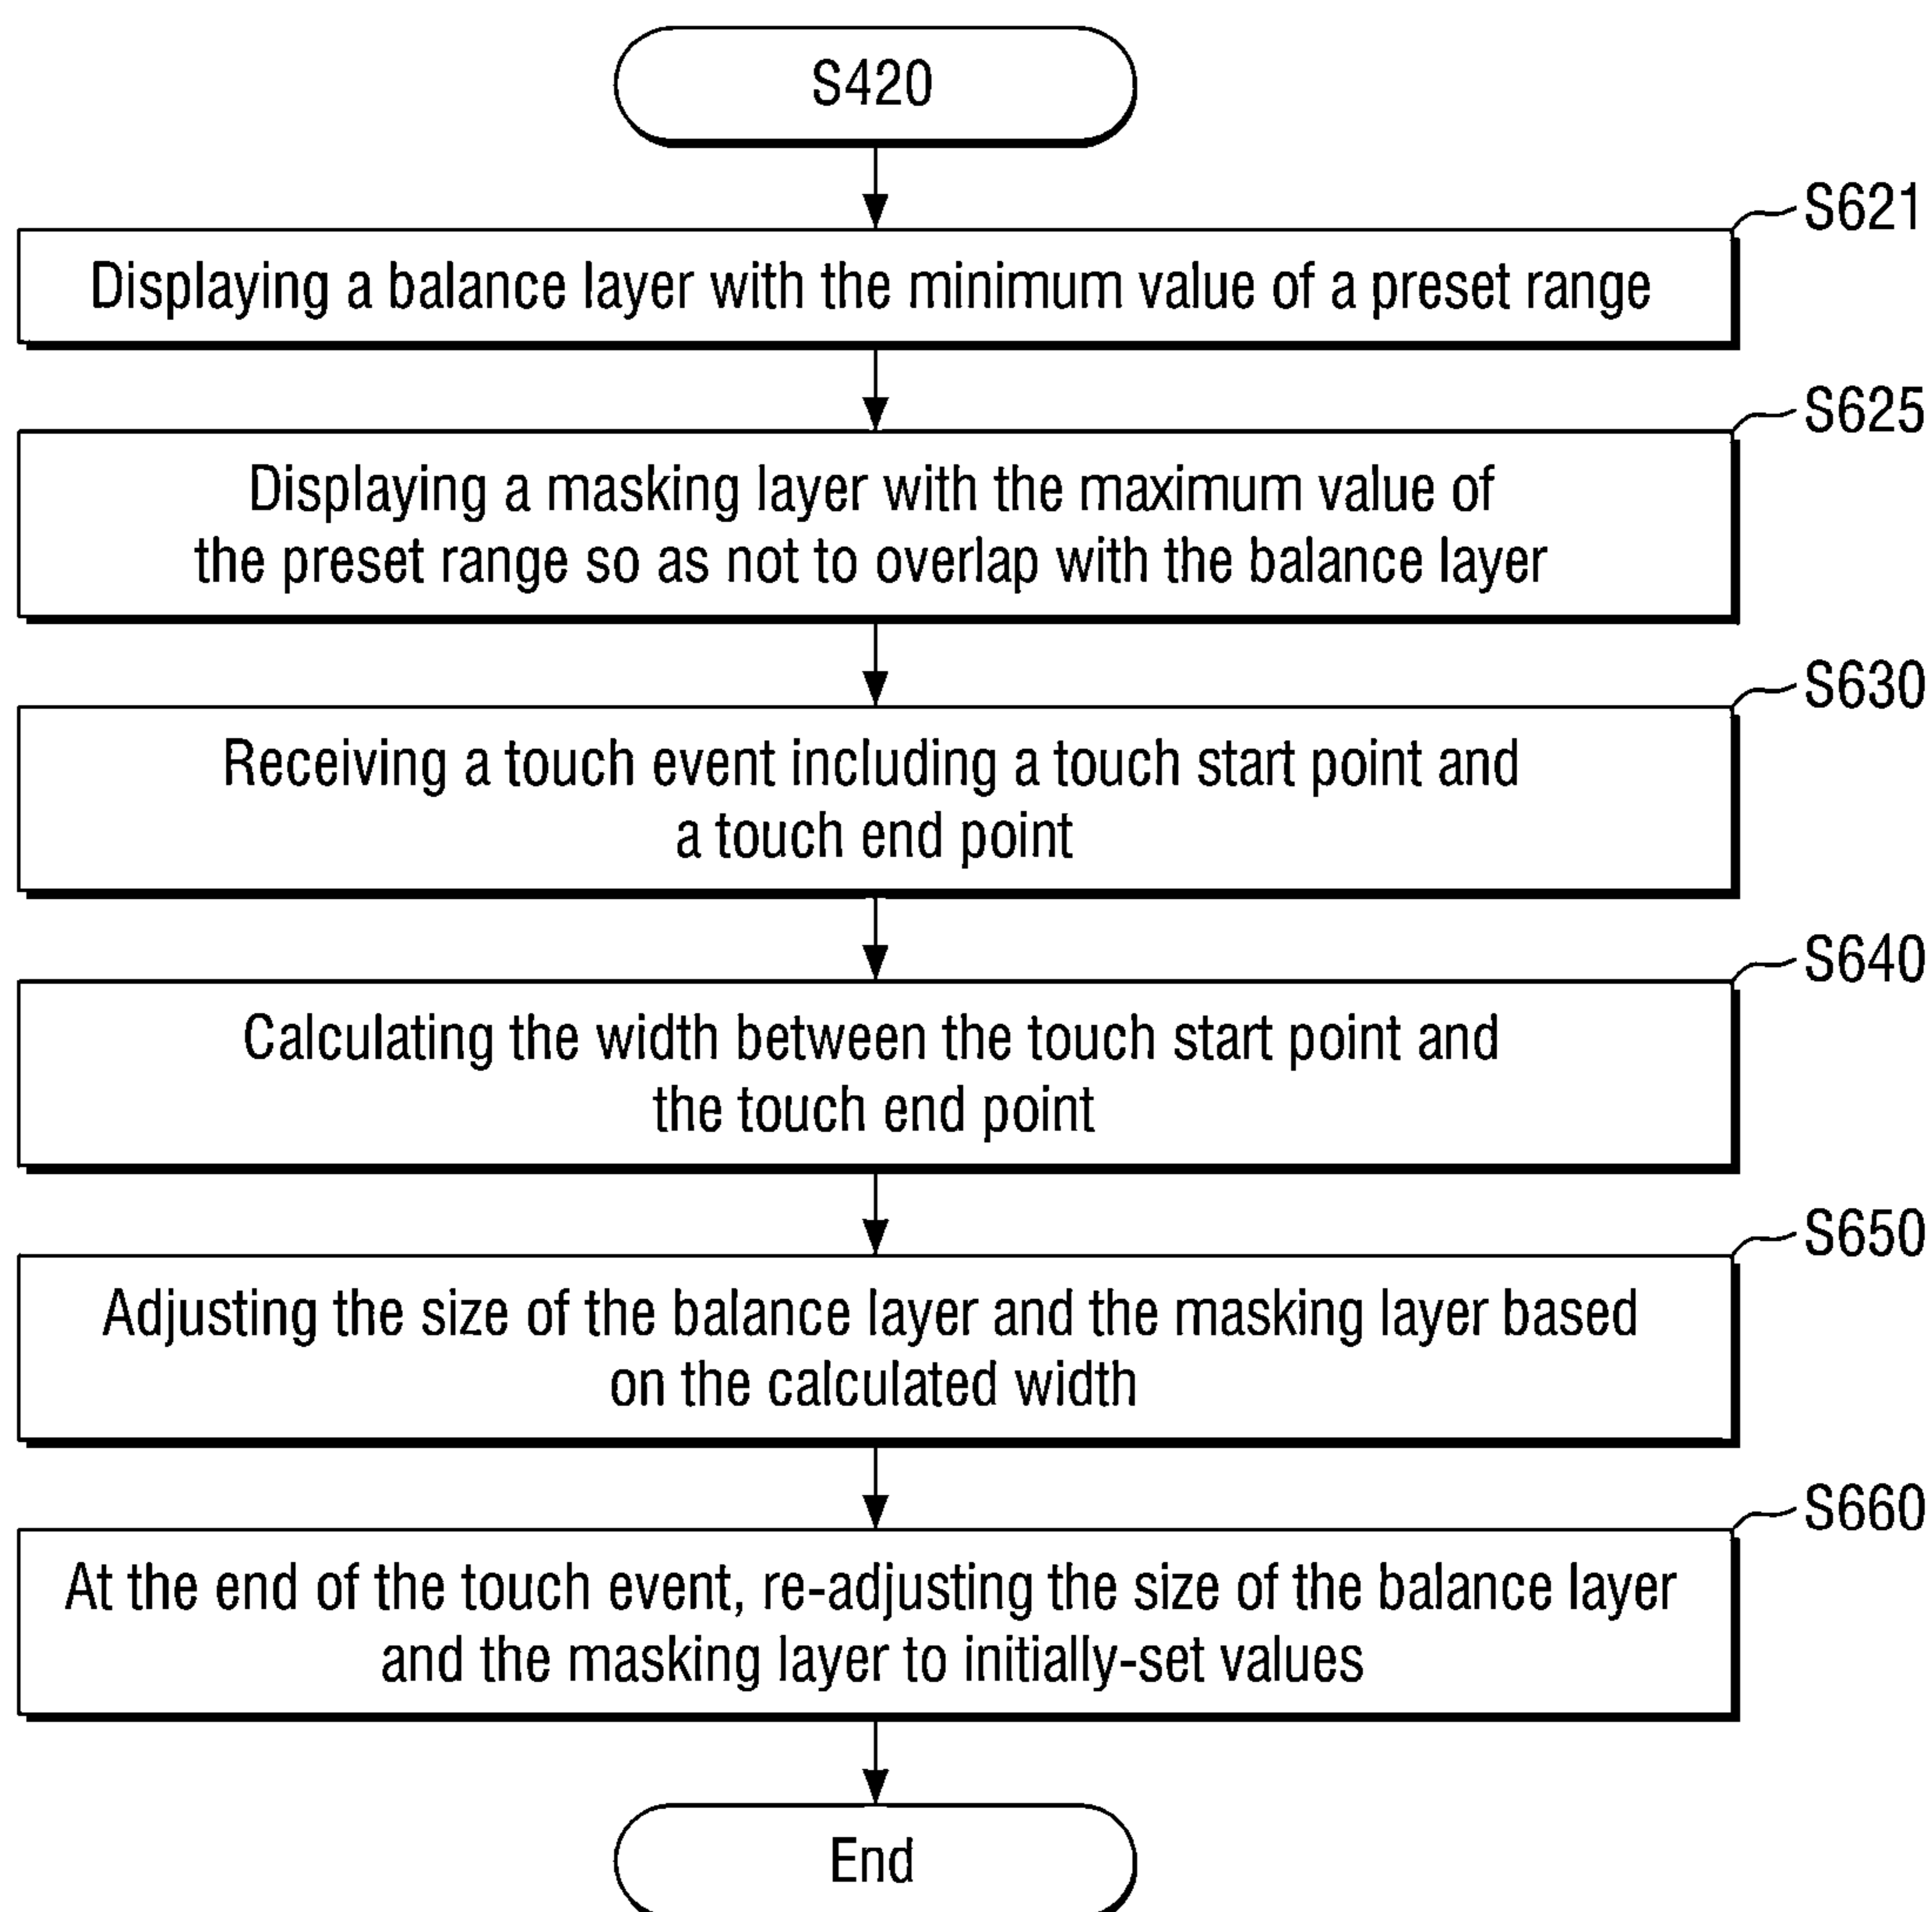 S420
S621
Displaying a balance layer with the minimum value of a preset range
S625
Displaying a masking layer with the maximum value of
the preset range so as not to overlap with the balance layer
S630
Receiving a touch event including a touch start point and
a touch end point
S640
Calculating the width between the touch start point and
the touch end point
S650
Adjusting the size of the balance layer and the masking layer based
on the calculated width
S660
At the end of the touch event, re-adjusting the size of the balance layer
and the masking layer to initially-set values
End